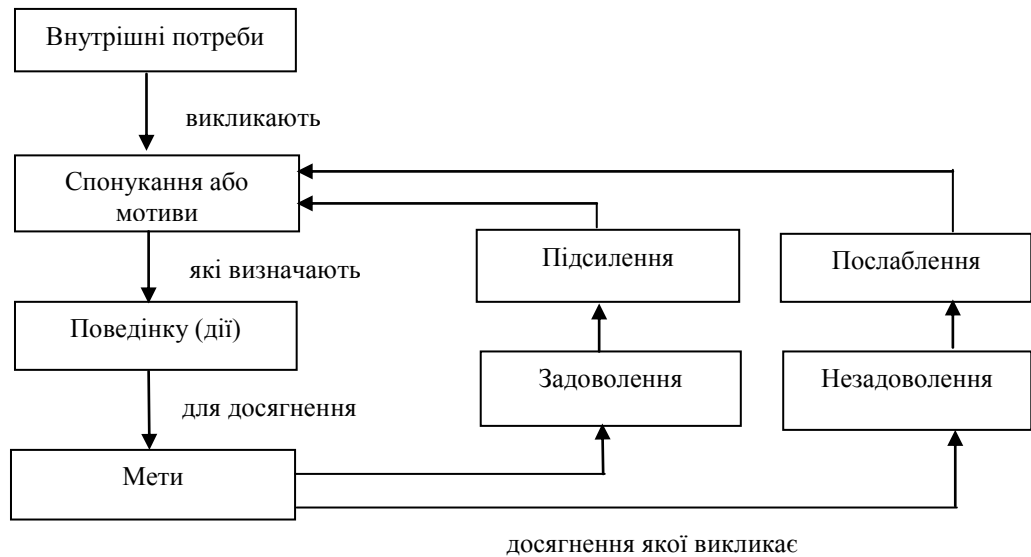 Внутрішні потреби
викликають
Спонукання або
мотиви
Підсилення
Послаблення
які визначають
Поведінку (дії)
Задоволення
Незадоволення
для досягнення
Мети
досягнення якої викликає